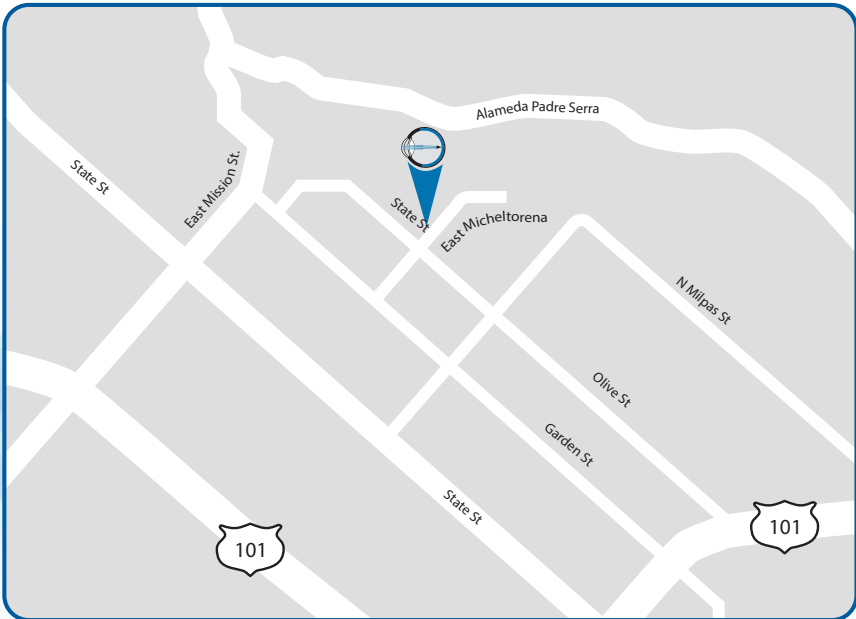 Alameda Padre Serra
State St
East Mission St.
State St
East Micheltorena
N Milpas St
Olive St
Garden St
State St
101
101